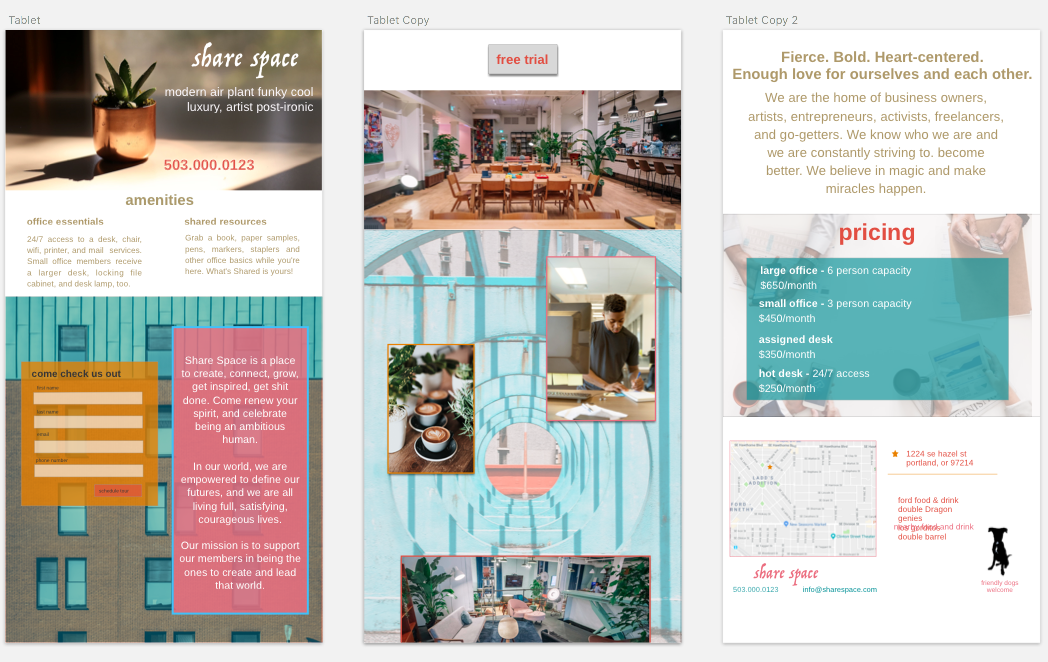 Tablet
share space
modern air plant funky cool
luxury, artist post-ironic
503.000.0123
amenities
office essentials
24/7 access to a desk, chair,
wifi, printer, and mail services.
Small office members receive
a larger desk, locking file
cabinet, and desk lamp, too.
shared resources
Grab a book, paper samples,
pens, markers, staplers and
other office basics while you're
here. What's Shared is yours!
come check us out
first name
last name
email
phone number
schedule tour
Share Space is a place
to create, connect, grow,
get inspired, get shit
done. Come renew your
spirit, and celebrate
being an ambitious
human.
In our world, we are
empowered to define our
futures, and we are all
living full, satisfying,
courageous lives.
Our mission is to support
our members in being the
ones to create and lead
that world.
Tablet Copy
free trial
Tablet Copy 2
Fierce. Bold. Heart-centered.
Enough love for ourselves and each other.
We are the home of business owners,
artists, entrepreneurs, activists, freelancers,
and go-getters. We know who we are and
we are constantly striving to. become
better. We believe in magic and make
miracles happen.
pricing
large office - 6 person capacity
$650/month
small office - 3 person capacity
$450/month
assigned desk
$350/month
hot desk - 24/7 access
$250/month
LADD'S
ADDITION
1224 se hazel st
portland, or 97214
ford food & drink
double Dragon
genies
food and drink
double barrel
share space
503.000.0123
info@sharespace.com
friendly dogs
welcome